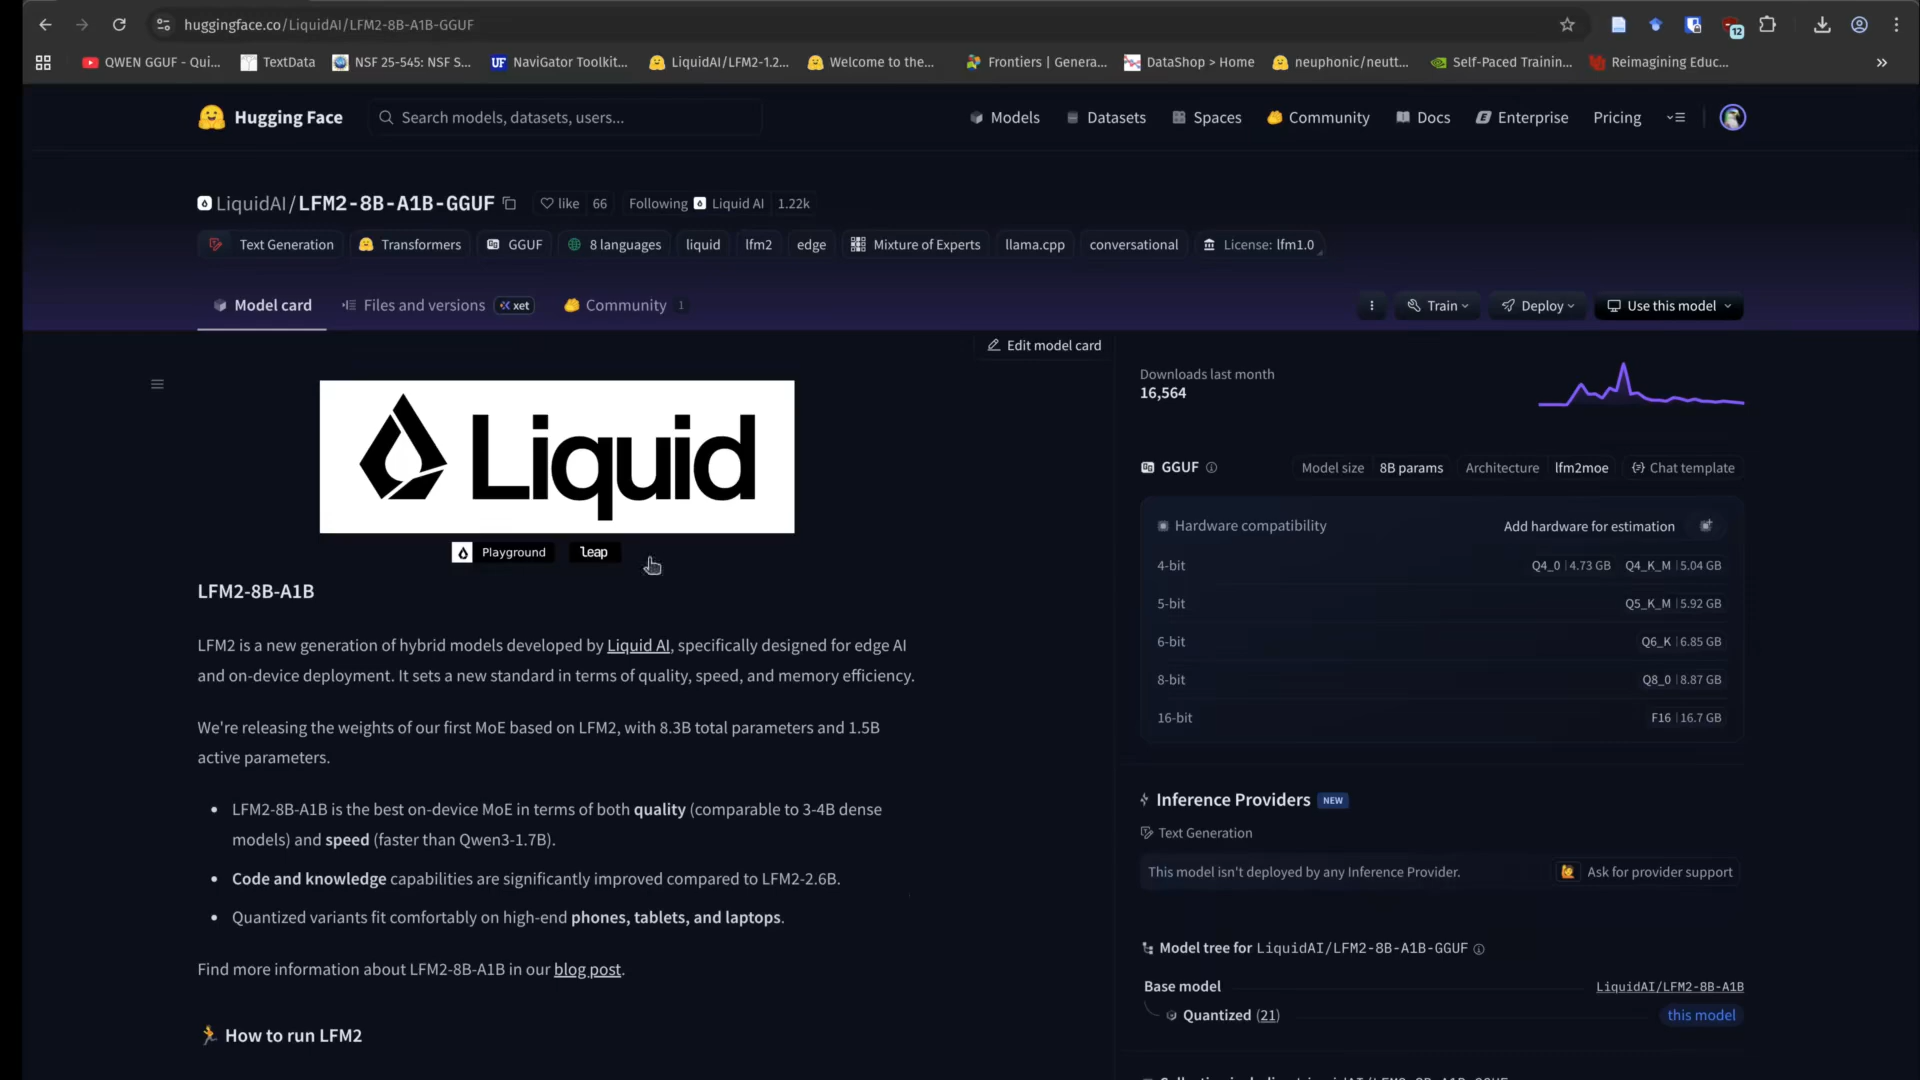 huggingface.co/LiquidAI/LFM2-8B-A1B-GGUF
12
QWEN GGUF - Qui...
TextData
NSF 25-545: NSF S...
UF NaviGator Toolkit...
LiquidAI/LFM2-1.2...
Welcome to the...
Frontiers | Genera...
DataShop > Home
neuphonic/neutt...
Self-Paced Trainin...
Reimagining Educ...
Hugging Face
Search models, datasets, users...
Models
Datasets
Spaces
Community
Docs
Enterprise
Pricing
LiquidAI/LFM2-8B-A1B-GGUF
like 66
Following Liquid AI 1.22k
Text Generation
Transformers
GGUF
8 languages
liquid
lfm2
edge
Mixture of Experts
llama.cpp
conversational
License: lfm1.0
Model card
Files and versions
xet
Community 1
Train
Deploy
Use this model
Edit model card
Liquid
Playground
leap
LFM2-8B-A1B
LFM2 is a new generation of hybrid models developed by Liquid AI, specifically designed for edge AI
and on-device deployment. It sets a new standard in terms of quality, speed, and memory efficiency.
We're releasing the weights of our first MoE based on LFM2, with 8.3B total parameters and 1.5B
active parameters.
• LFM2-8B-A1B is the best on-device MoE in terms of both quality (comparable to 3-4B dense
models) and speed (faster than Qwen3-1.7B).
• Code and knowledge capabilities are significantly improved compared to LFM2-2.6B.
• Quantized variants fit comfortably on high-end phones, tablets, and laptops.
Find more information about LFM2-8B-A1B in our blog post.
🏃 How to run LFM2
Downloads last month
16,564
GGUF
Model size 8B params
Architecture lfm2moe
Chat template
Hardware compatibility
Add hardware for estimation
4-bit
Q4_0 | 4.73 GB
Q4_K_M | 5.04 GB
5-bit
Q5_K_M | 5.92 GB
6-bit
Q6_K | 6.85 GB
8-bit
Q8_0 | 8.87 GB
16-bit
F16 | 16.7 GB
Inference Providers NEW
Text Generation
This model isn't deployed by any Inference Provider.
Ask for provider support
Model tree for LiquidAI/LFM2-8B-A1B-GGUF
Base model
LiquidAI/LFM2-8B-A1B
Quantized (21)
this model